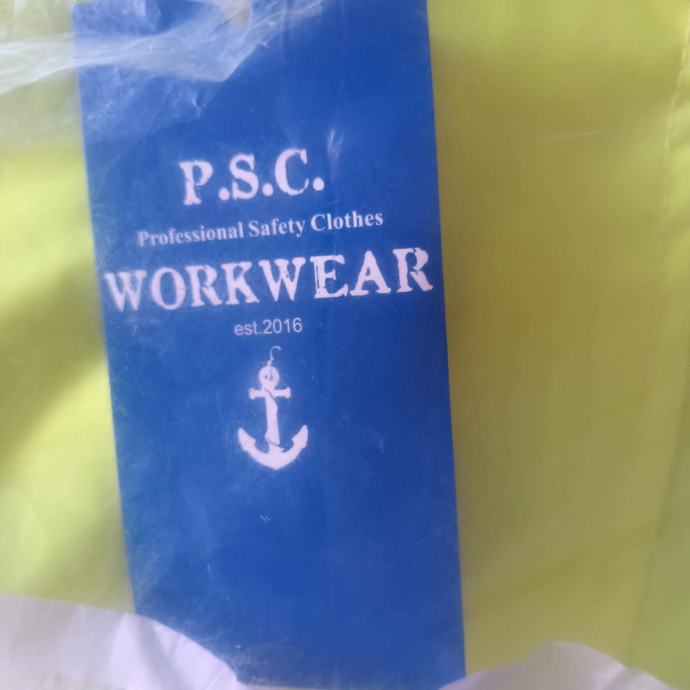 P.S.C.
Professional Safety Clothes
WORKWEAR
est.2016